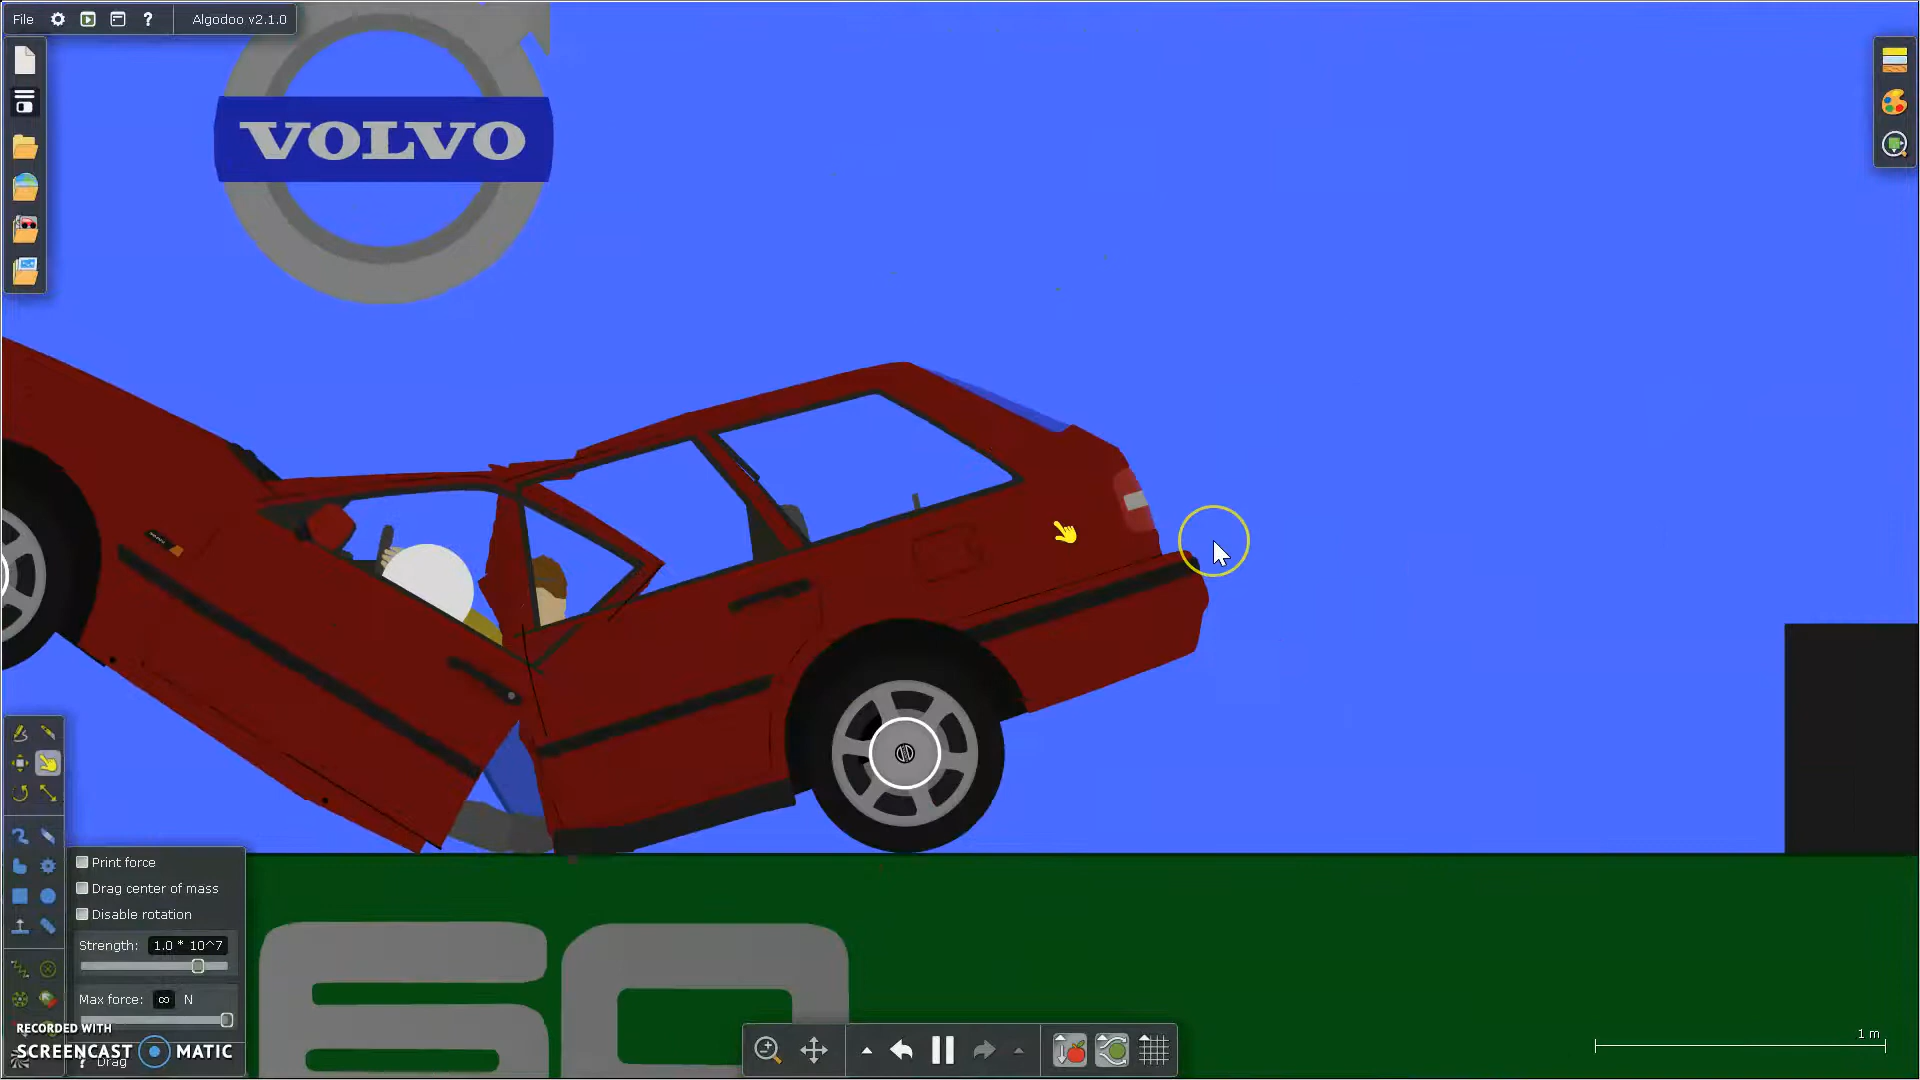 File
?
Algodoo v2.1.0
VOLVO
Print force
Drag center of mass
Disable rotation
Strength: 1.0 * 10^7
Max force: ∞ N
RECORDED WITH
SCREENCAST MATIC
? Drag
60
1 m